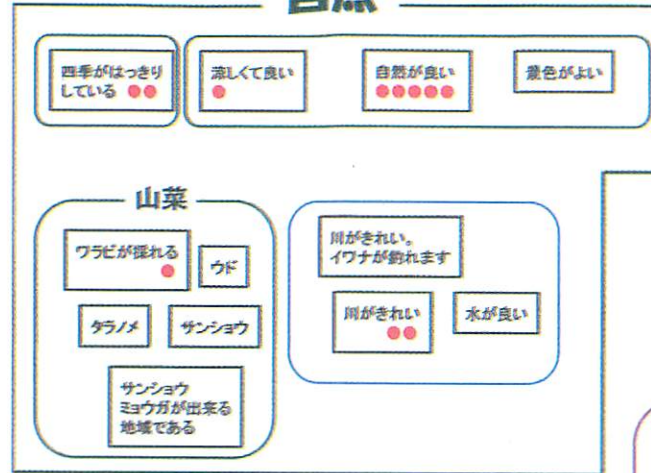 四季がはっきり
している
涼しくて良い
自然が良い
景色がよい
山菜
ワラビが採れる
ウド
タラノメ
サンショウ
サンショウ
ミョウガが出来る
地域である
川がきれい。
イワナが釣れます
川がきれい
水が良い